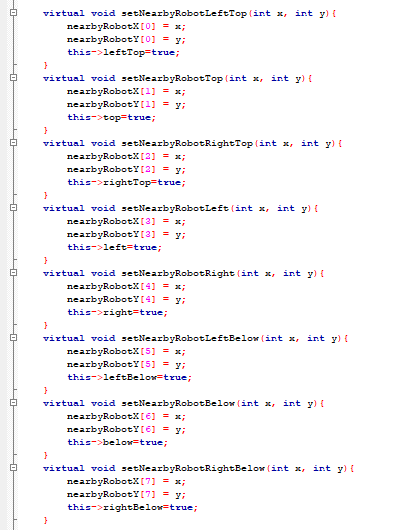 virtual void setNearbyRobotLeftTop(int x, int y){
nearbyRobotX[0] = x;
nearbyRobotY[0] = y;
this->leftTop=true;
}
virtual void setNearbyRobotTop(int x, int y){
nearbyRobotX[1] = x;
nearbyRobotY[1] = y;
this->top=true;
}
virtual void setNearbyRobotRightTop(int x, int y){
nearbyRobotX[2] = x;
nearbyRobotY[2] = y;
this->rightTop=true;
}
virtual void setNearbyRobotLeft(int x, int y){
nearbyRobotX[3] = x;
nearbyRobotY[3] = y;
this->left=true;
}
virtual void setNearbyRobotRight(int x, int y){
nearbyRobotX[4] = x;
nearbyRobotY[4] = y;
this->right=true;
}
virtual void setNearbyRobotLeftBelow(int x, int y){
nearbyRobotX[5] = x;
nearbyRobotY[5] = y;
this->leftBelow=true;
}
virtual void setNearbyRobotBelow(int x, int y){
nearbyRobotX[6] = x;
nearbyRobotY[6] = y;
this->below=true;
}
virtual void setNearbyRobotRightBelow(int x, int y){
nearbyRobotX[7] = x;
nearbyRobotY[7] = y;
this->rightBelow=true;
}